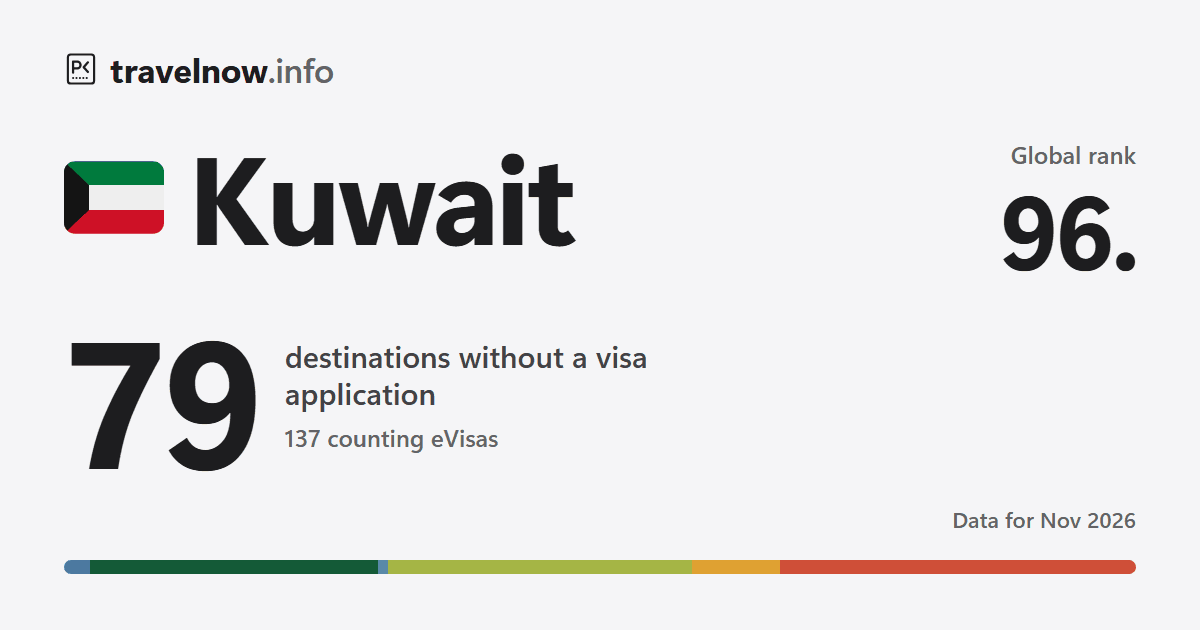 travelnow.info
Kuwait
Global rank
96.
79
destinations without a visa
application
137 counting eVisas
Data for Nov 2026